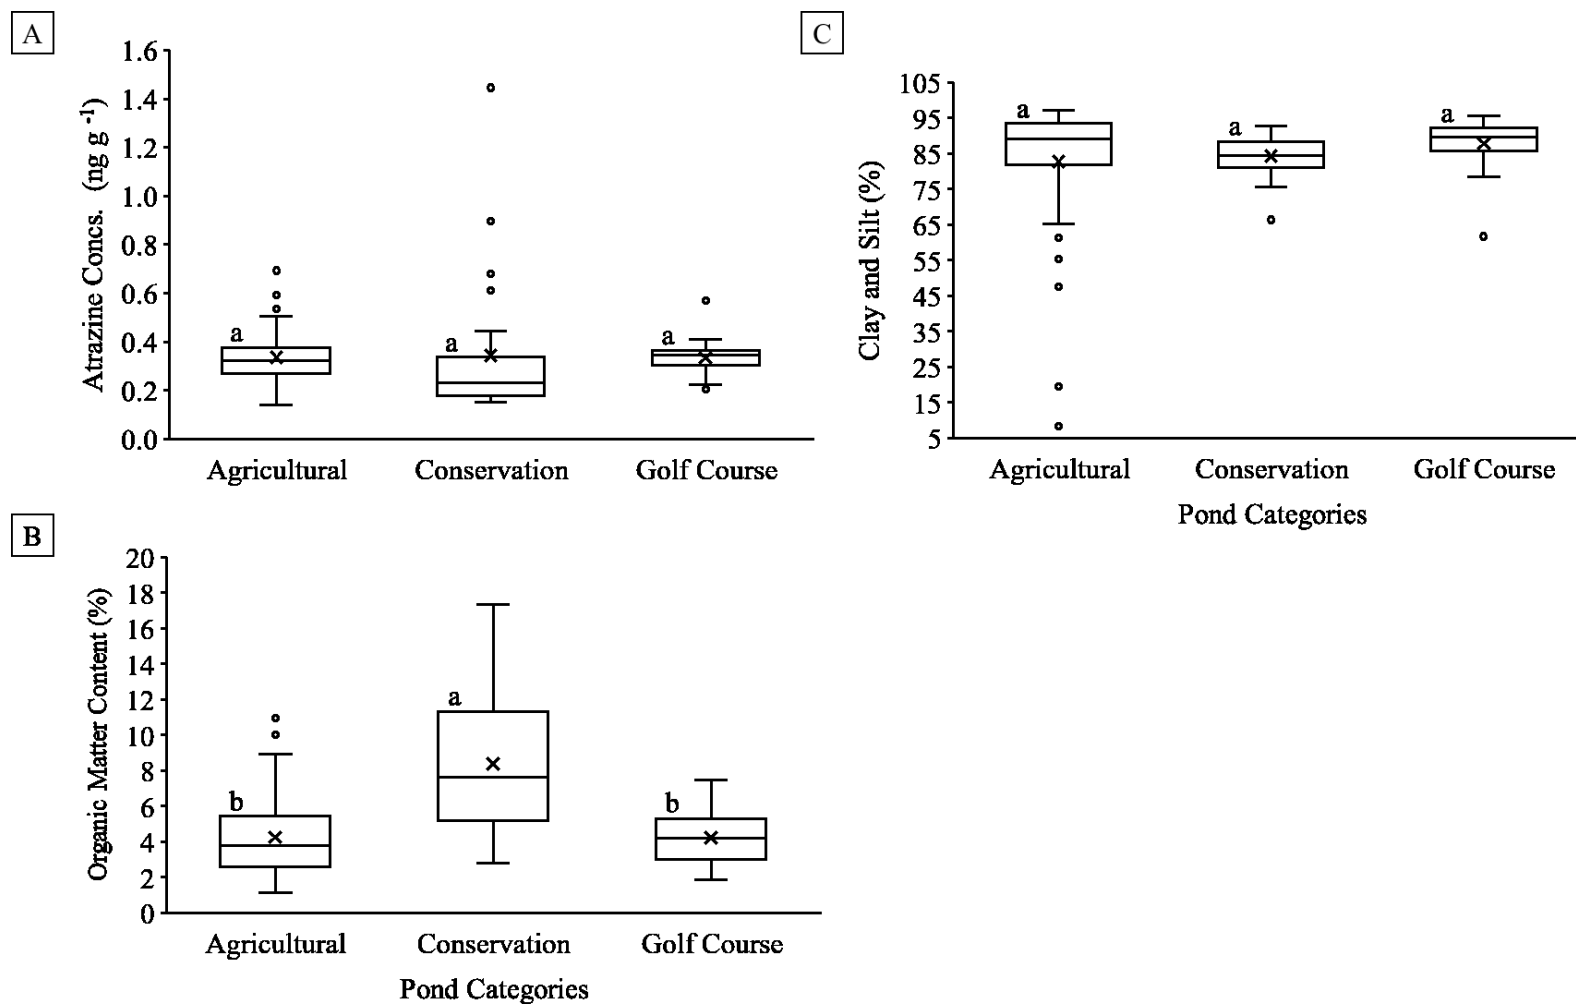 A
Atrazine Concs. (ng g -1)
1.6
1.4
1.2
1.0
0.8
0.6
0.4
0.2
0.0
a
a
a
Agricultural Conservation Golf Course
B
Organic Matter Content (%)
20
18
16
14
12
10
8
6
4
2
0
b
a
b
Agricultural Conservation Golf Course
Pond Categories
C
Clay and Silt (%)
105
95
85
75
65
55
45
35
25
15
5
a
a
a
Agricultural Conservation Golf Course
Pond Categories